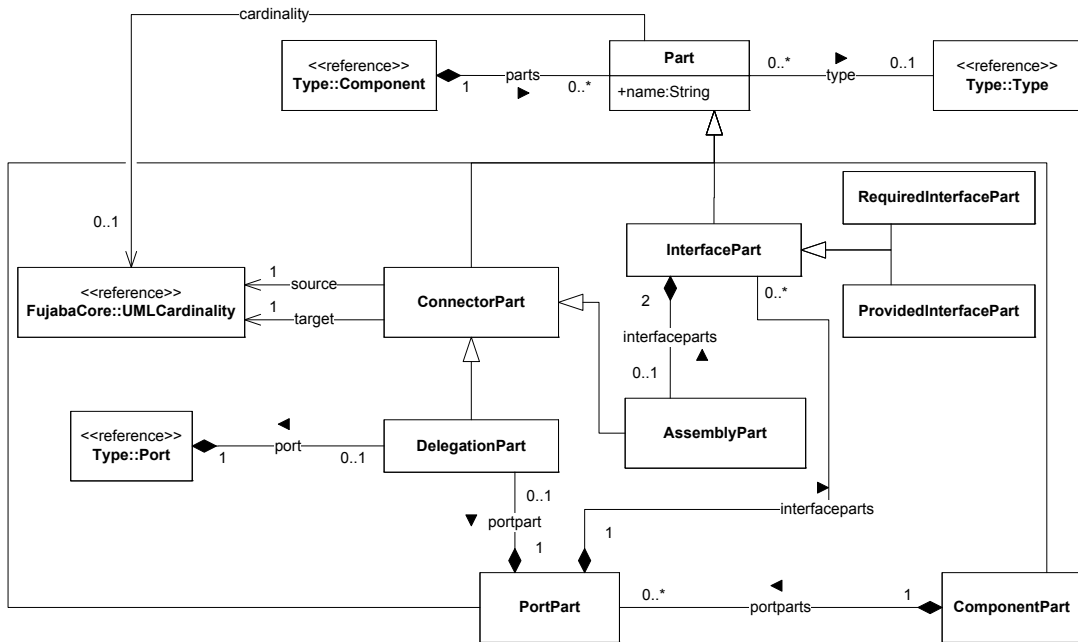 cardinality
<<reference>>
Type::Component
1
parts
0..*
Part
+name:String
0..*
type
0..1
<<reference>>
Type::Type
0..1
RequiredInterfacePart
InterfacePart
ProvidedInterfacePart
<<reference>>
FujabaCore::UMLCardinality
1
source
1
target
ConnectorPart
2
0..*
interfaceparts
0..1
<<reference>>
Type::Port
1
port
0..1
DelegationPart
AssemblyPart
0..1
portpart
1
1
interfaceparts
PortPart
0..*
portparts
1
ComponentPart